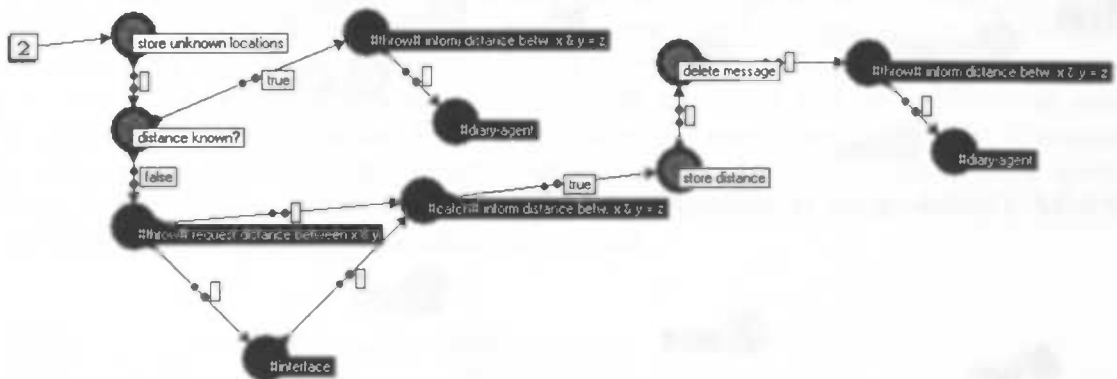 2
store unknown locations
#throw# inform distance betw. x & y = z
true
delete message
#throw# inform distance betw. x & y = z
distance known?
#diary-agent
#diary-agent
false
true
store distance
#catch# inform distance betw. x & y = z
#throw# request distance between x & y
#interface